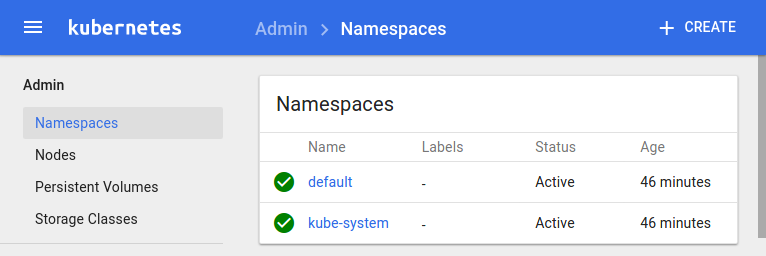 kubernetes Admin > Namespaces + CREATE
Admin
Namespaces
Nodes
Persistent Volumes
Storage Classes
Namespaces
Name Labels Status Age
default - Active 46 minutes
kube-system - Active 46 minutes